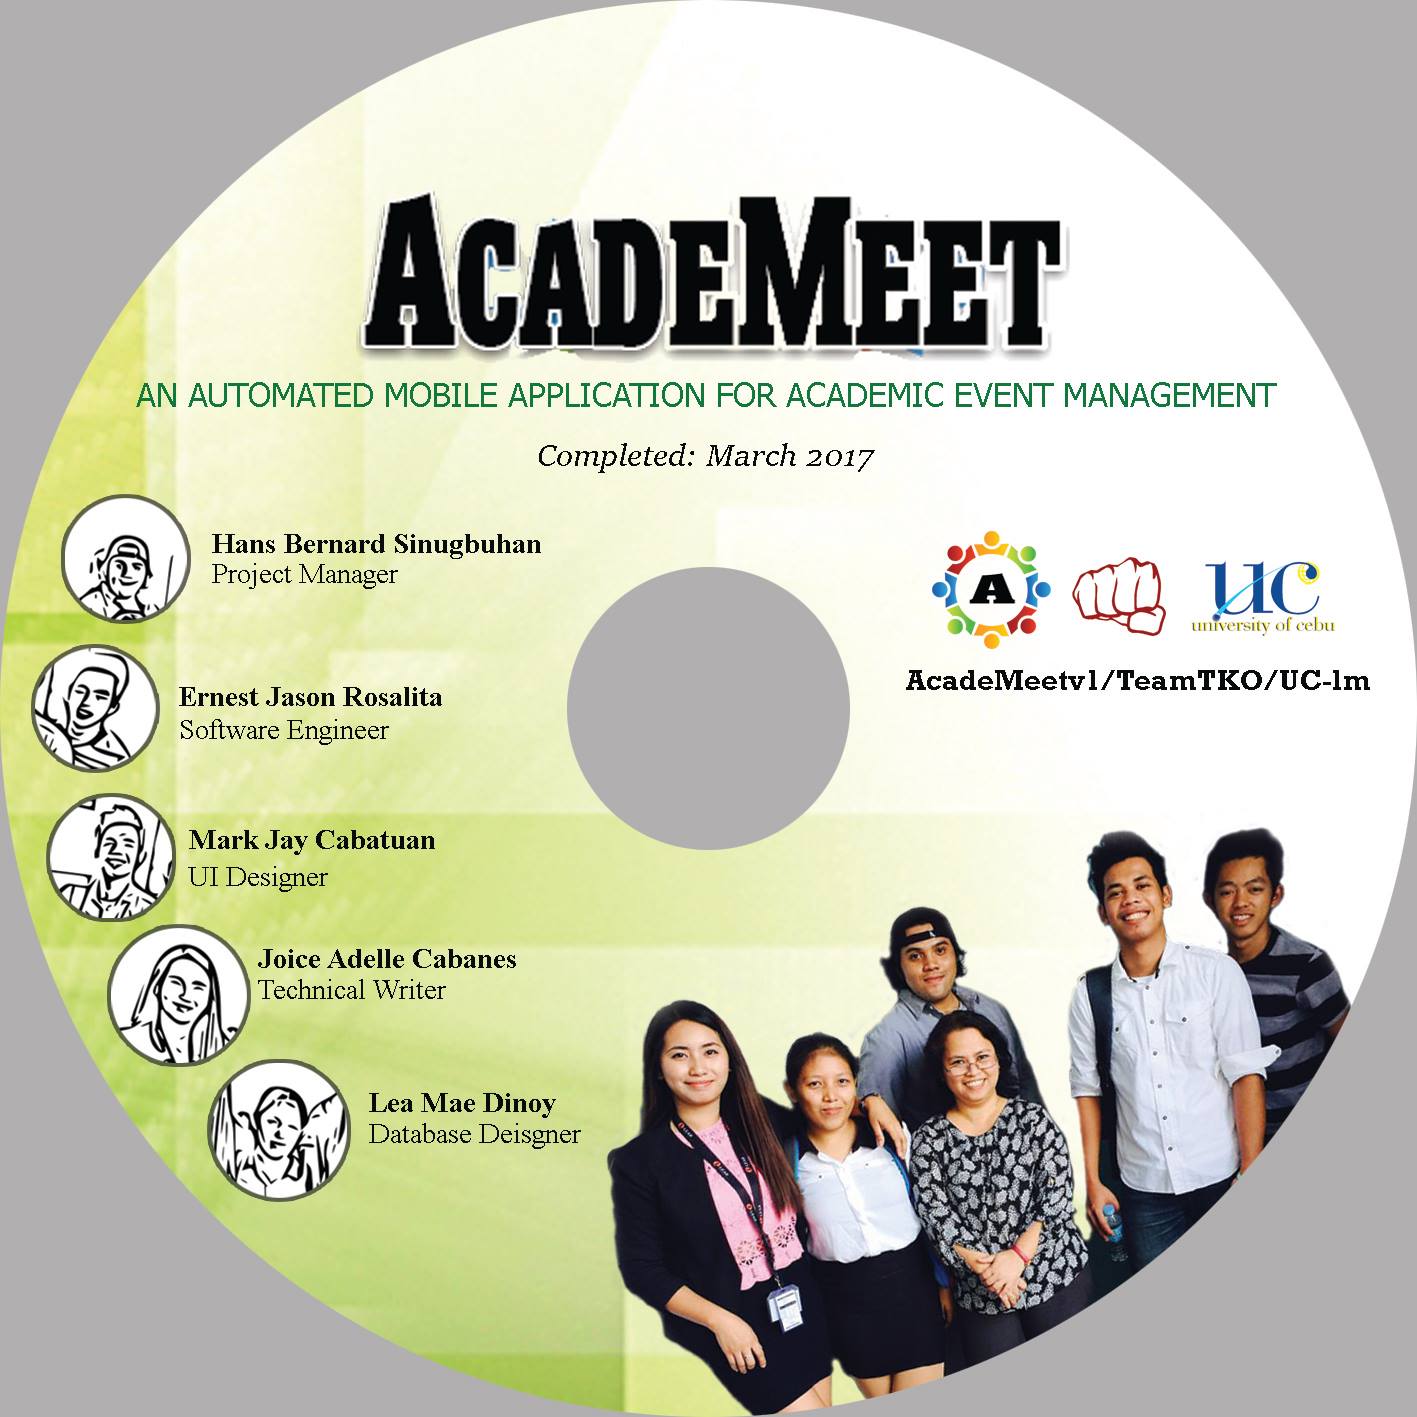 ACADEMEET
AN AUTOMATED MOBILE APPLICATION FOR ACADEMIC EVENT MANAGEMENT
Completed: March 2017
Hans Bernard Sinugbuhan
Project Manager
Ernest Jason Rosalita
Software Engineer
Mark Jay Cabatuan
UI Designer
Joice Adelle Cabanes
Technical Writer
Lea Mae Dinoy
Database Deisgner
A
UC
university of cebu
AcadeMeetv1/TeamTKO/UC-lm